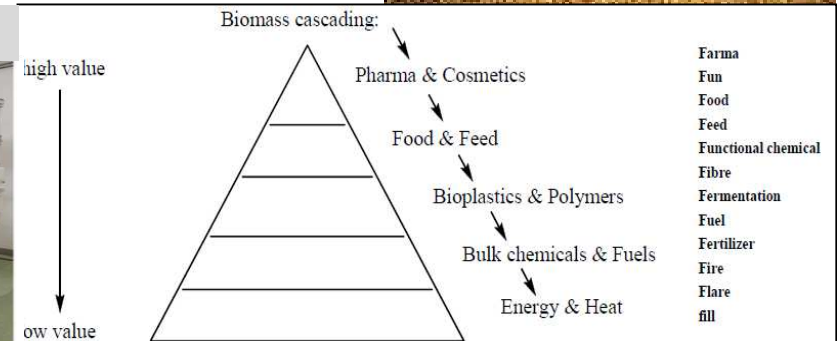 Biomass cascading:
high value
Pharma & Cosmetics
Food & Feed
Bioplastics & Polymers
Bulk chemicals & Fuels
Energy & Heat
ow value
Farma
Fun
Food
Feed
Functional chemical
Fibre
Fermentation
Fuel
Fertilizer
Fire
Flare
fill